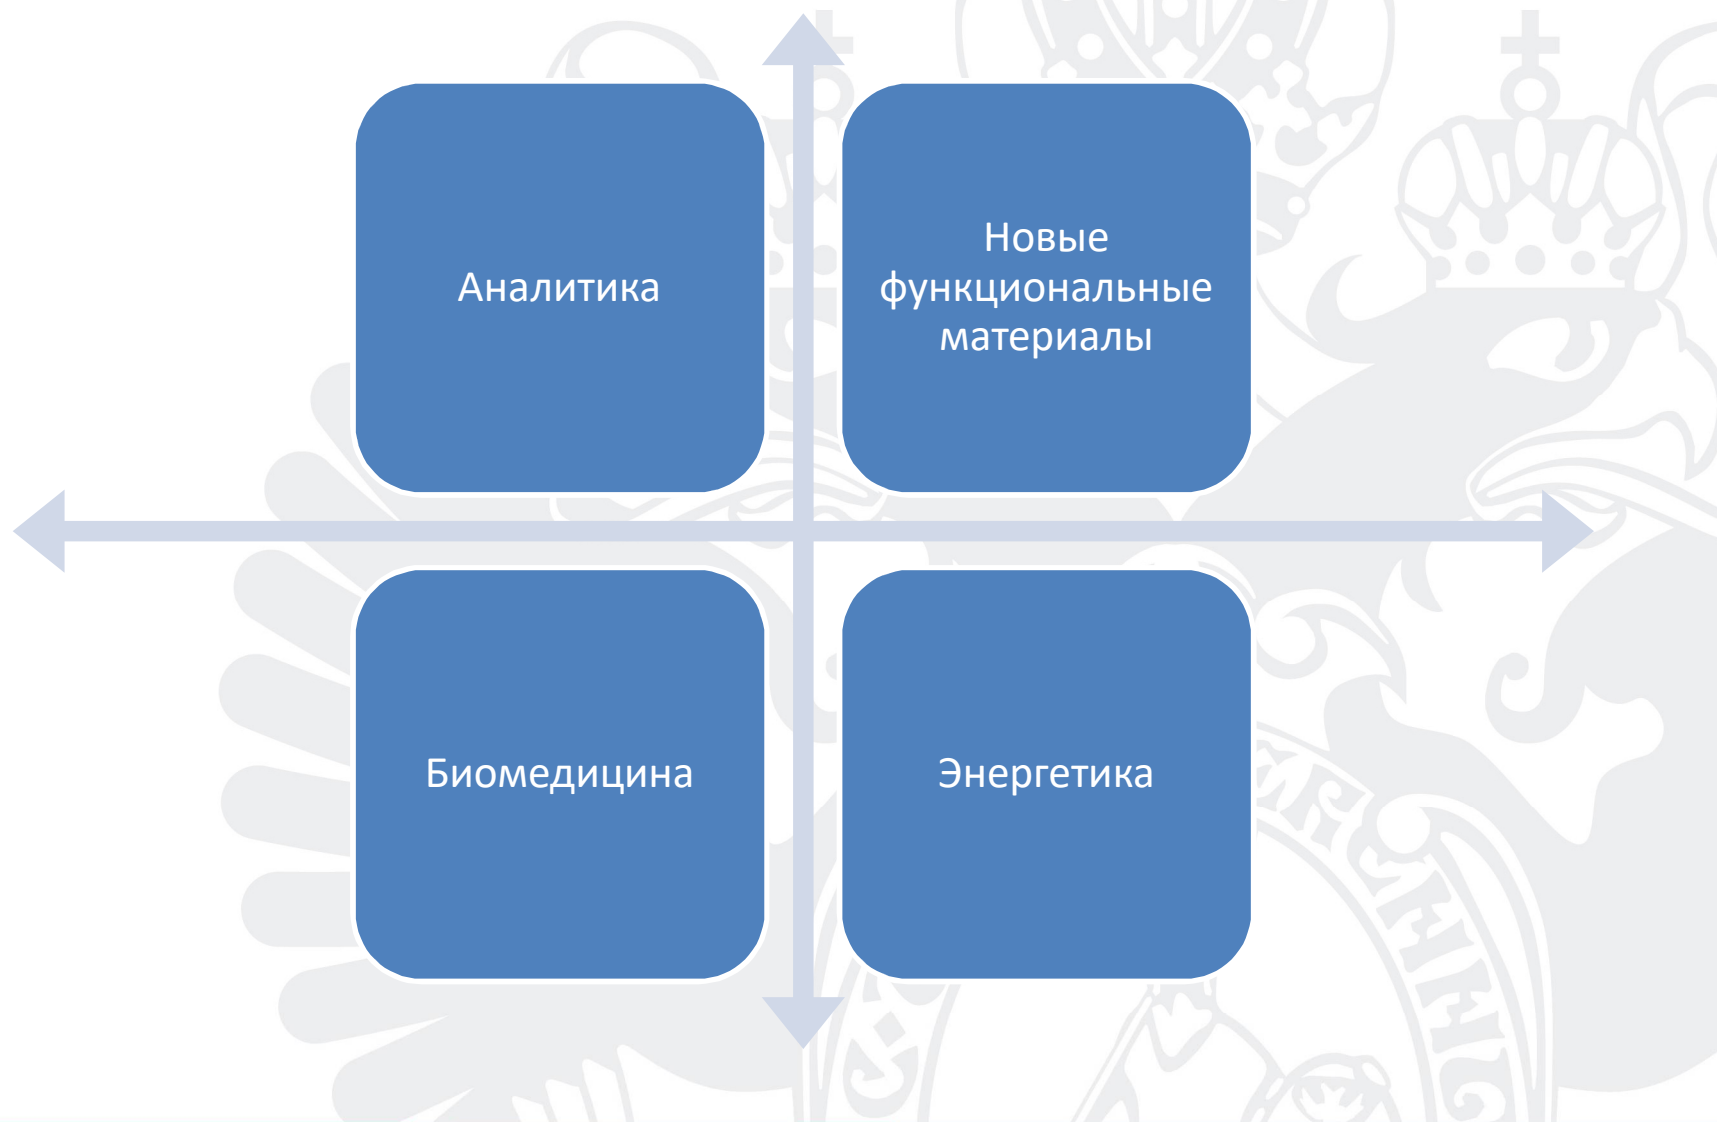 Аналитика
Новые
функциональные
материалы
Биомедицина
Энергетика